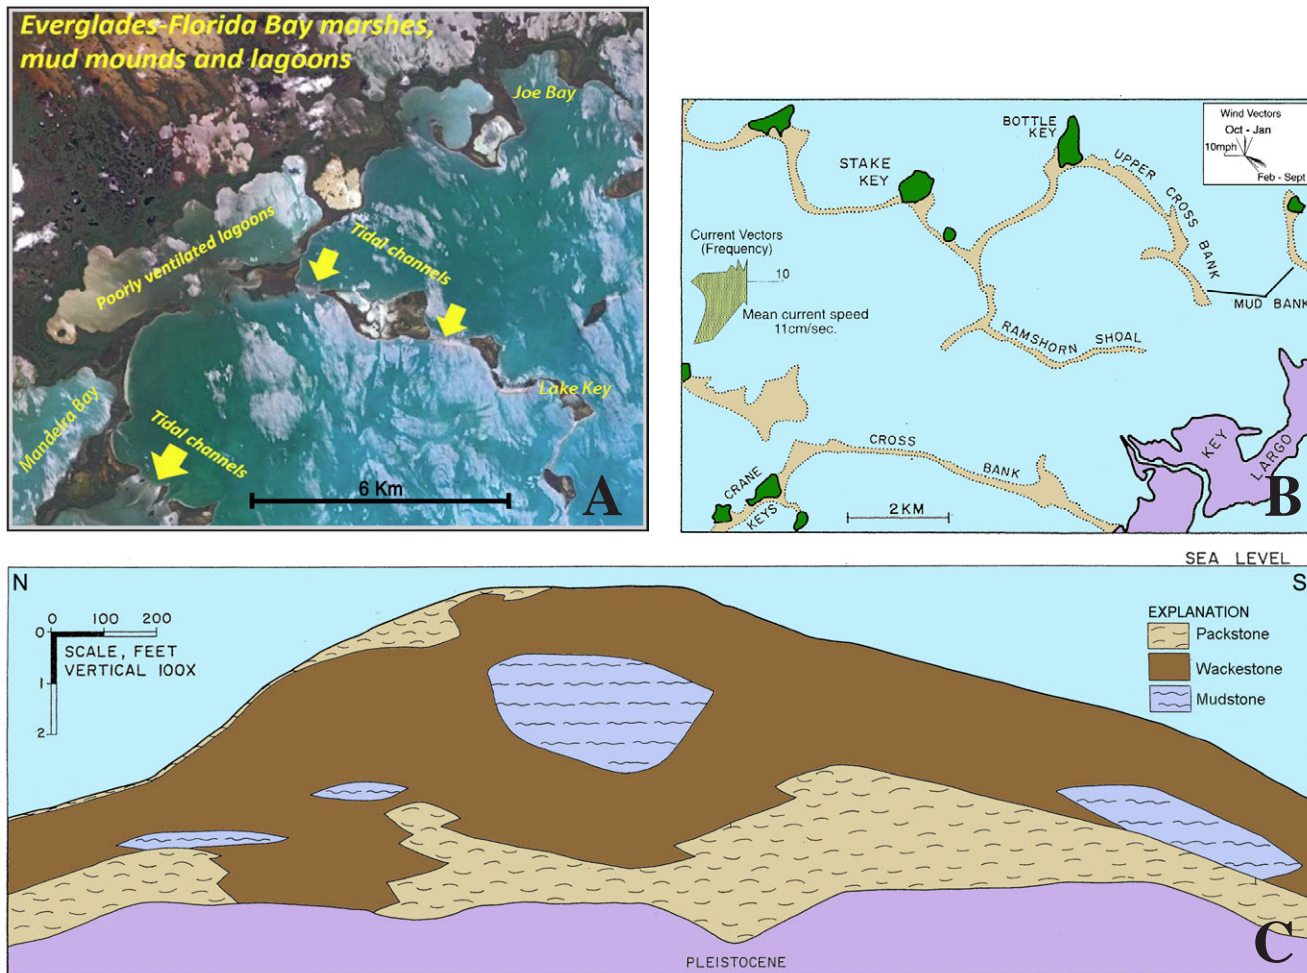 Everglades-Florida Bay marshes,
mud mounds and lagoons
Joe Bay
Poorly ventilated lagoons
Tidal channels
Lake Key
Mandeira Bay
Tidal channels
6 Km
A
BOTTLE
KEY
STAKE
KEY
UPPER CROSS BANK
Wind Vectors
Oct - Jan
10mph
Feb - Sept
Current Vectors
(Frequency)
10
Mean current speed
11cm/sec.
MUD BANK
RAMSHORN SHOAL
CROSS BANK
CRANE
KEYS
KEY
LARGO
2 KM
B
SEA LEVEL
N
S
0 100 200
0
SCALE, FEET
VERTICAL 100X
1
2
EXPLANATION
Packstone
Wackestone
Mudstone
PLEISTOCENE
C